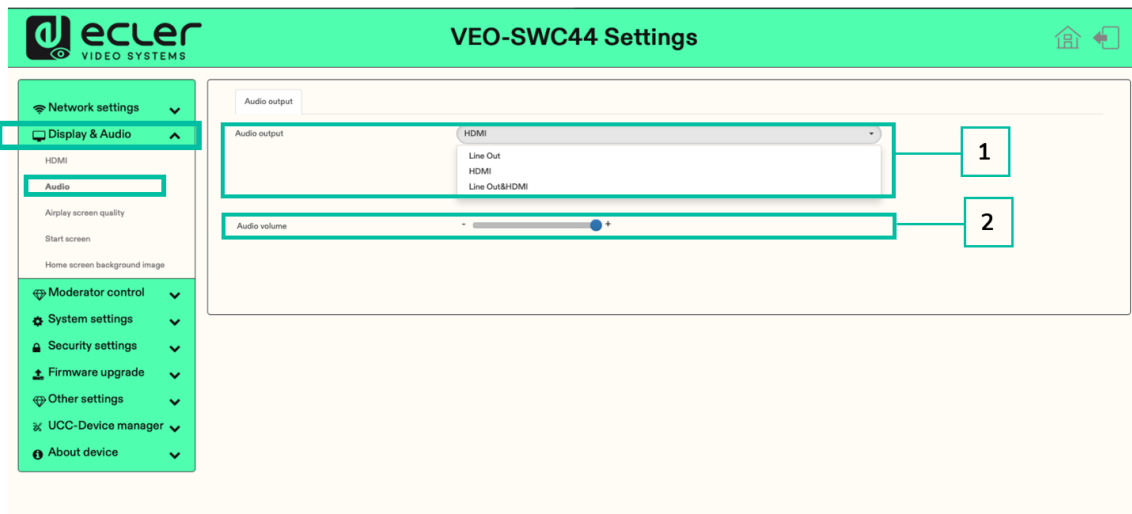 ecler
VIDEO SYSTEMS
VEO-SWC44 Settings
Network settings
Display & Audio
HDMI
Audio
Airplay screen quality
Start screen
Home screen background image
Moderator control
System settings
Security settings
Firmware upgrade
Other settings
UCC-Device manager
About device
Audio output
Audio output
HDMI
Line Out
HDMI
Line Out&HDMI
1
Audio volume
- +
2